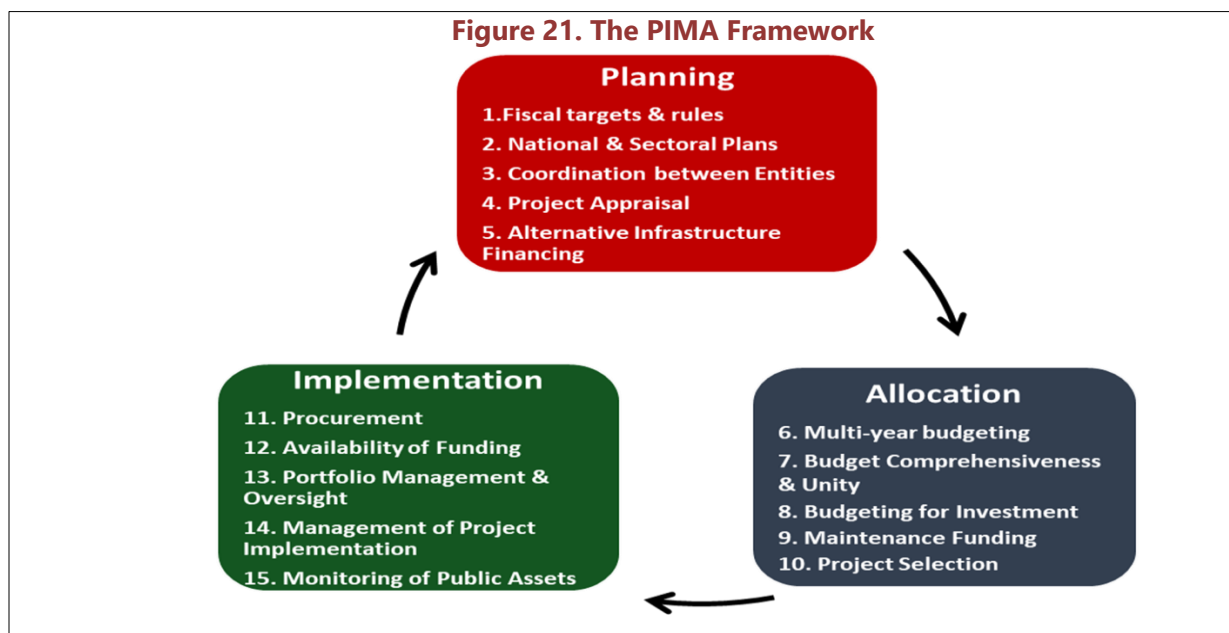 Figure 21. The PIMA Framework
Planning
1.Fiscal targets & rules
2. National & Sectoral Plans
3. Coordination between Entities
4. Project Appraisal
5. Alternative Infrastructure
Financing
Implementation
11. Procurement
12. Availability of Funding
13. Portfolio Management &
Oversight
14. Management of Project
Implementation
15. Monitoring of Public Assets
Allocation
6. Multi-year budgeting
7. Budget Comprehensiveness
& Unity
8. Budgeting for Investment
9. Maintenance Funding
10. Project Selection